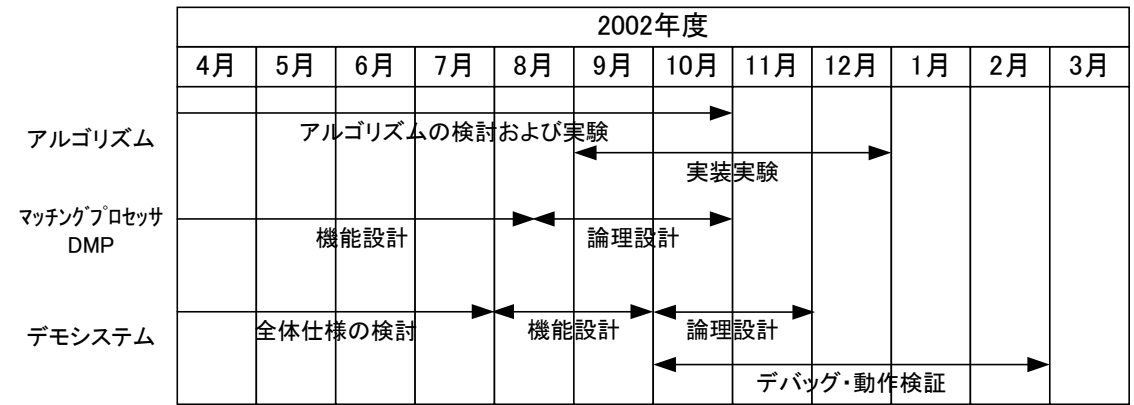 2002年度
4月 5月 6月 7月 8月 9月 10月 11月 12月 1月 2月 3月
アルゴリズム
アルゴリズムの検討および実験
実装実験
ﾏｯﾁﾝｸﾞﾌﾟﾛｾｯｻ
DMP
機能設計 論理設計
デモシステム
全体仕様の検討 機能設計 論理設計
デバッグ・動作検証